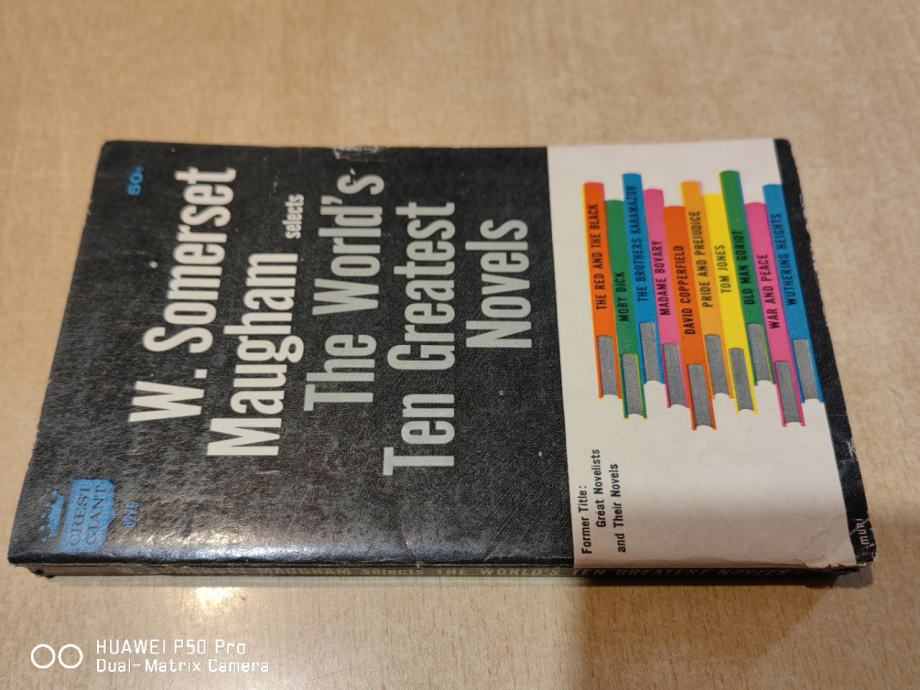 50¢
W. Somerset
Maugham selects
The World's
Ten Greatest
Novels
CREST
GIANT
THE RED AND THE BLACK
MOBY DICK
THE BROTHERS KARAMAZOV
MADAME BOVARY
DAVID COPPERFIELD
PRIDE AND PREJUDICE
TOM JONES
OLD MAN GORIOT
WAR AND PEACE
WUTHERING HEIGHTS
Former Title:
Great Novelists
and Their Novels
selects THE WORLD'S TEN GREATEST NOVELS
HUAWEI P50 Pro
Dual-Matrix Camera